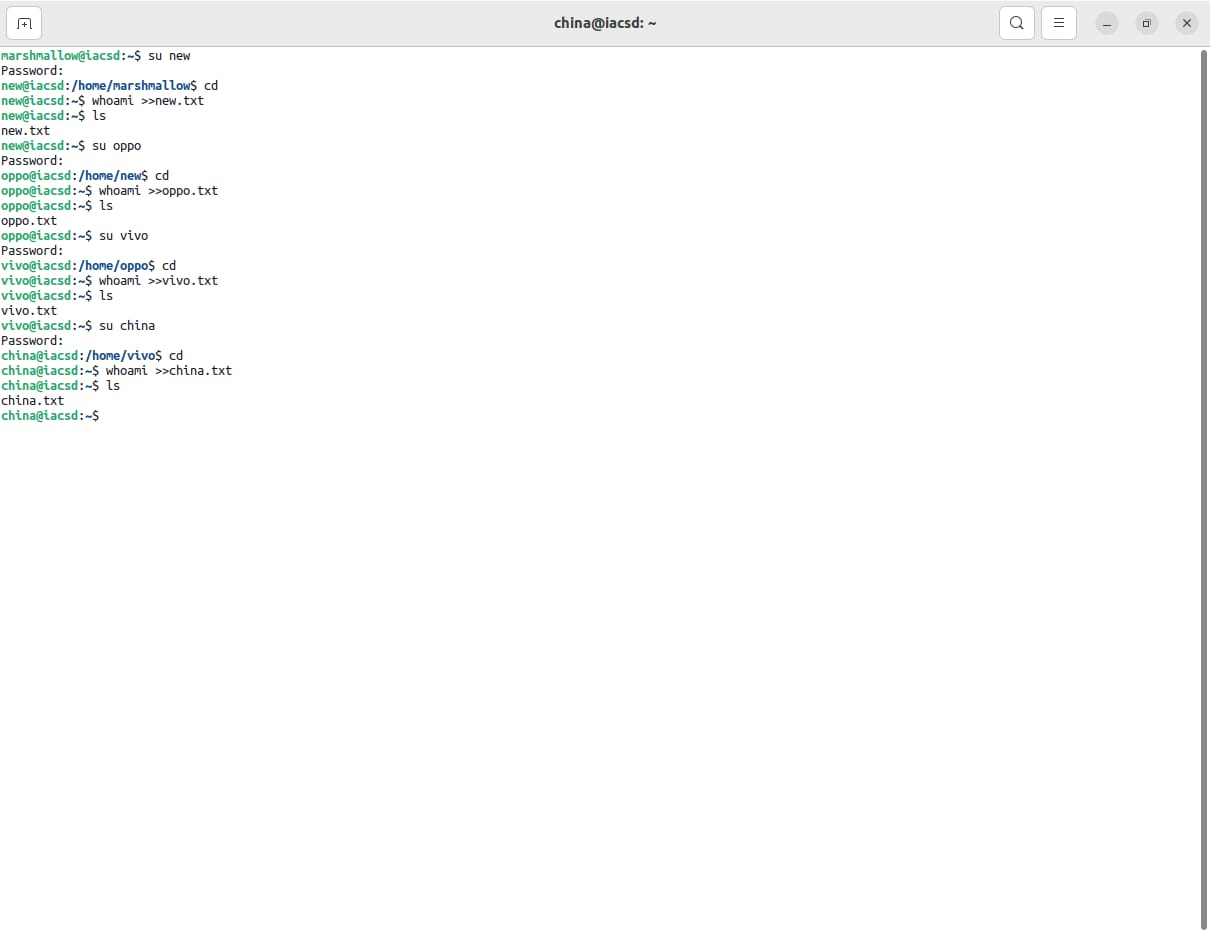 china@iacsd: ~
marshmallow@iacsd:~$ su new
Password:
new@iacsd:/home/marshmallow$ cd
new@iacsd:~$ whoami >>new.txt
new@iacsd:~$ ls
new.txt
new@iacsd:~$ su oppo
Password:
oppo@iacsd:/home/new$ cd
oppo@iacsd:~$ whoami >>oppo.txt
oppo@iacsd:~$ ls
oppo.txt
oppo@iacsd:~$ su vivo
Password:
vivo@iacsd:/home/oppo$ cd
vivo@iacsd:~$ whoami >>vivo.txt
vivo@iacsd:~$ ls
vivo.txt
vivo@iacsd:~$ su china
Password:
china@iacsd:/home/vivo$ cd
china@iacsd:~$ whoami >>china.txt
china@iacsd:~$ ls
china.txt
china@iacsd:~$